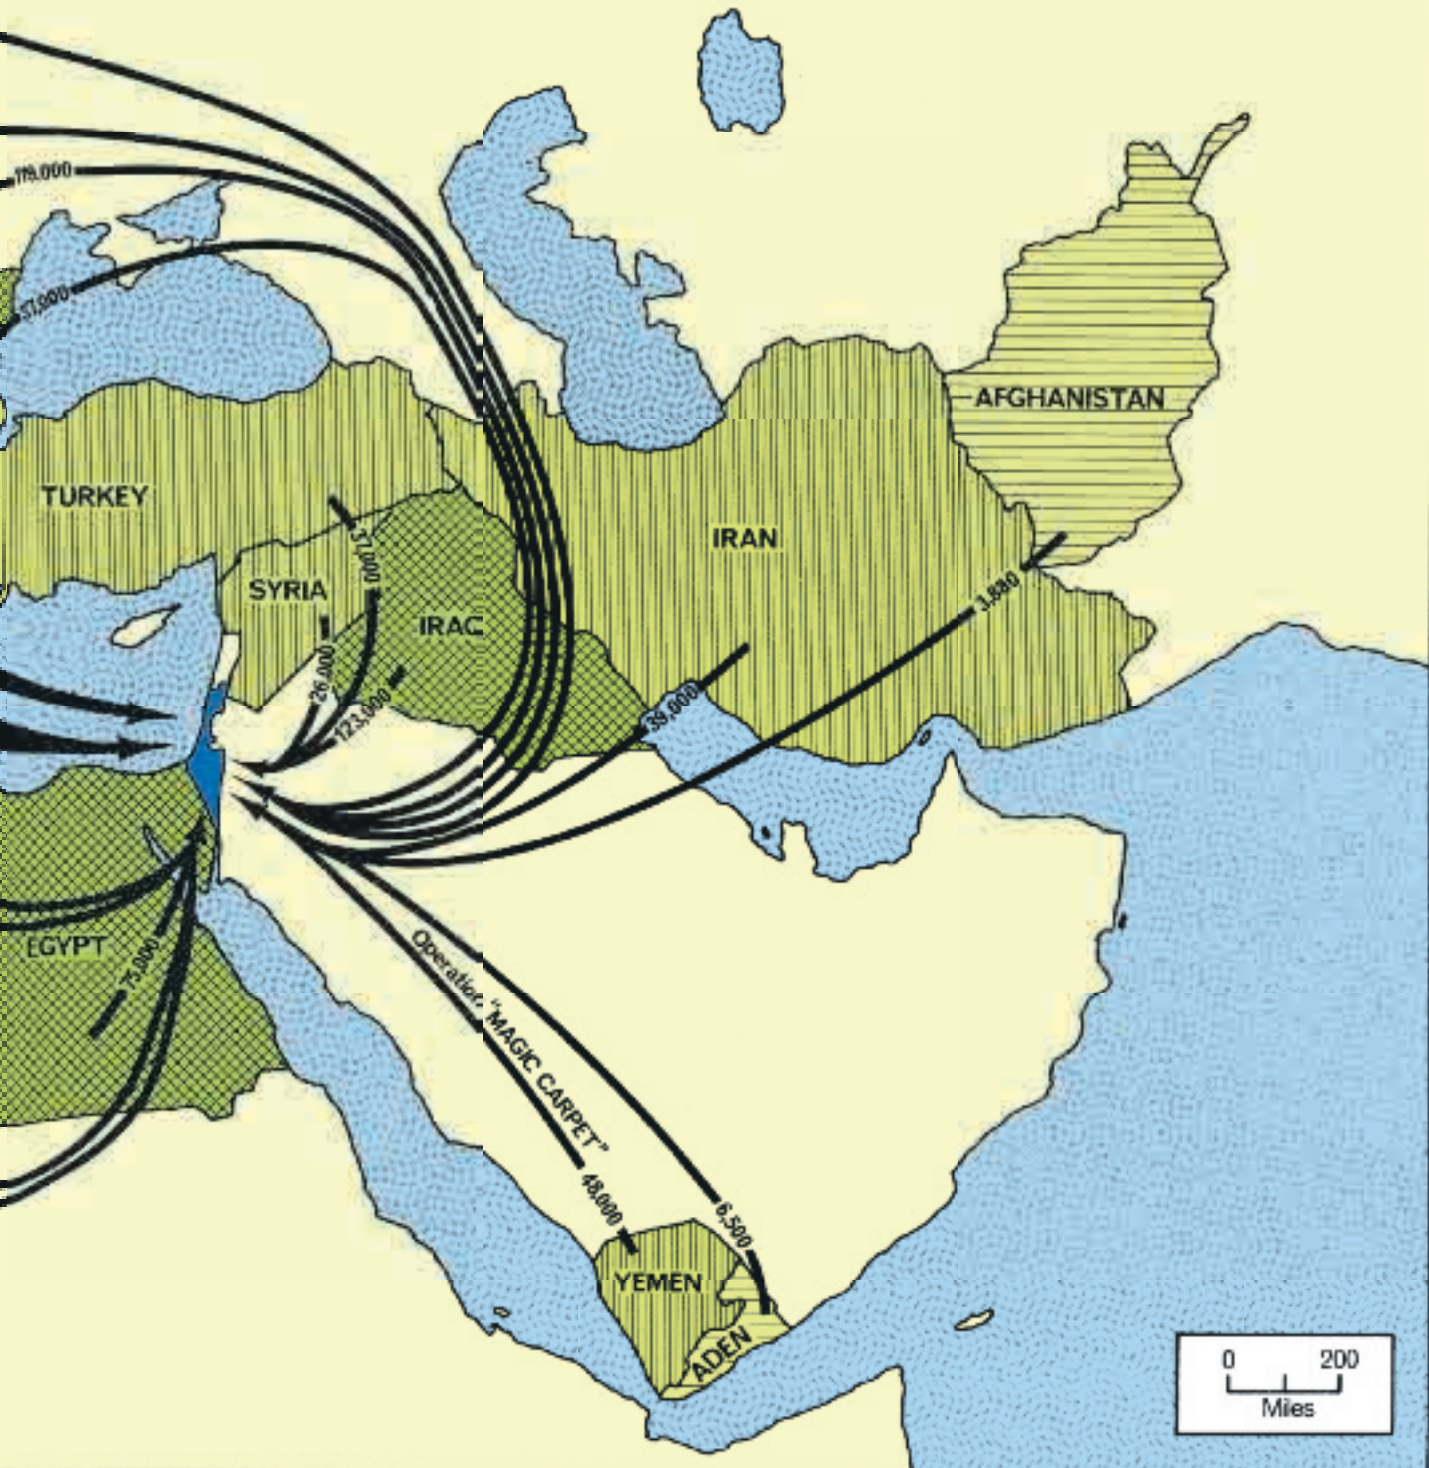 119.000
37,000
AFGHANISTAN
TURKEY
IRAN
37,000
SYRIA
3,880
IRAC
26,000
39,000
123,000
EGYPT
75,000
Operation "MAGIC CARPET"
48,000
6,500
YEMEN
ADEN
0 200
Miles